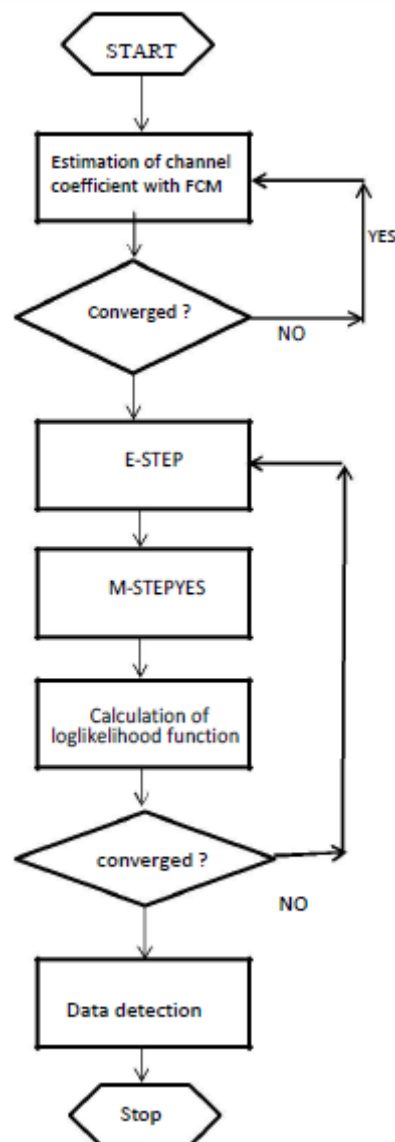 START
Estimation of channel
coefficient with FCM
YES
Converged ?
NO
E-STEP
M-STEPYES
Calculation of
loglikelihood function
converged ?
NO
Data detection
Stop